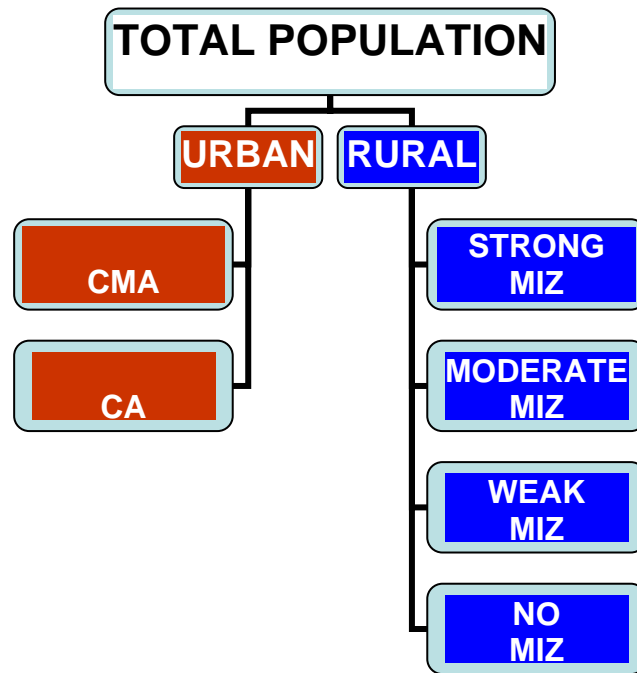 TOTAL POPULATION
URBAN
RURAL
CMA
CA
STRONG
MIZ
MODERATE
MIZ
WEAK
MIZ
NO
MIZ